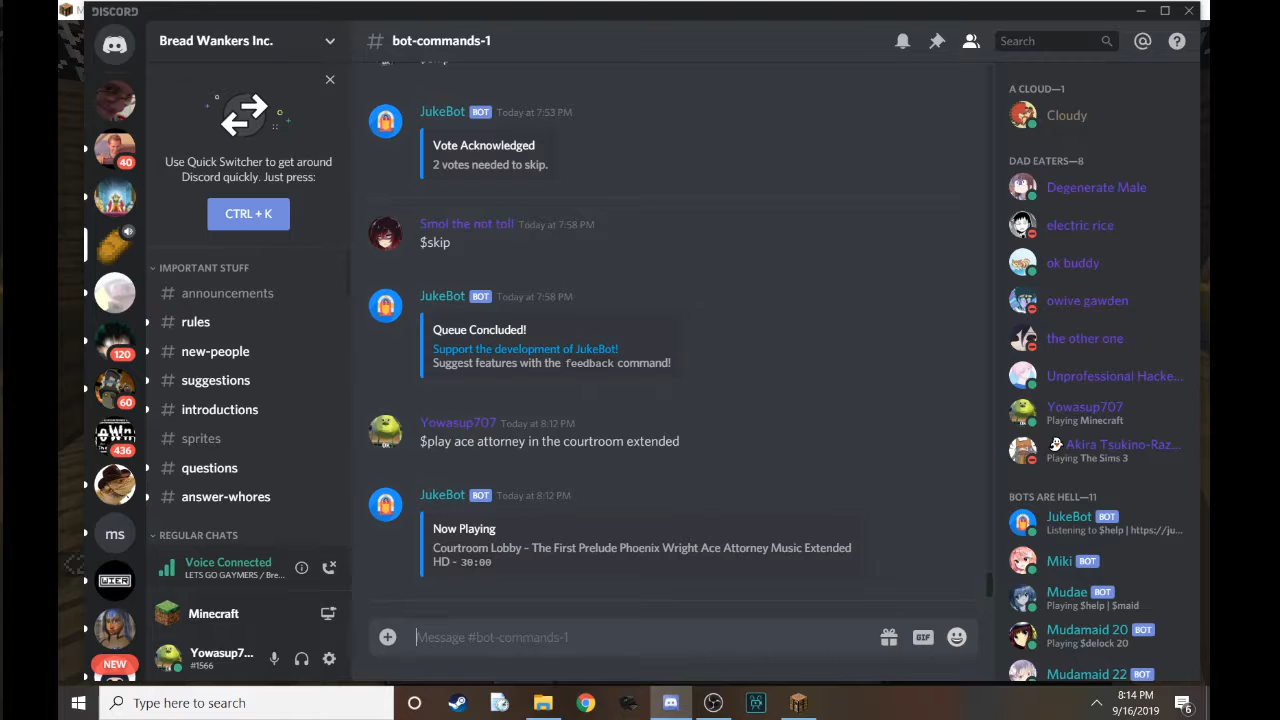 DISCORD
Bread Wankers Inc.
Use Quick Switcher to get around
Discord quickly. Just press:
CTRL + K
IMPORTANT STUFF
# announcements
# rules
# new-people
# suggestions
# introductions
# sprites
# questions
# answer-whores
REGULAR CHATS
Voice Connected
LETS GO GAYMERS / Bre...
Minecraft
Yowasup7...
#1566
40
120
60
436
ms
WIER
NEW
# bot-commands-1
Search
JukeBot BOT Today at 7:53 PM
Vote Acknowledged
2 votes needed to skip.
Smol the not toll Today at 7:58 PM
$skip
JukeBot BOT Today at 7:58 PM
Queue Concluded!
Support the development of JukeBot!
Suggest features with the feedback command!
Yowasup707 Today at 8:12 PM
$play ace attorney in the courtroom extended
JukeBot BOT Today at 8:12 PM
Now Playing
Courtroom Lobby - The First Prelude Phoenix Wright Ace Attorney Music Extended
HD - 30:00
Message #bot-commands-1
GIF
A CLOUD—1
Cloudy
DAD EATERS—8
Degenerate Male
electric rice
ok buddy
owive gawden
the other one
Unprofessional Hacke...
Yowasup707
Playing Minecraft
Akira Tsukino-Raz...
Playing The Sims 3
BOTS ARE HELL—11
JukeBot BOT
Listening to $help | https://ju...
Miki BOT
Mudae BOT
Playing $help | $maid
Mudamaid 20 BOT
Playing $delock 20
Mudamaid 22 BOT
Type here to search
8:14 PM
9/16/2019
6